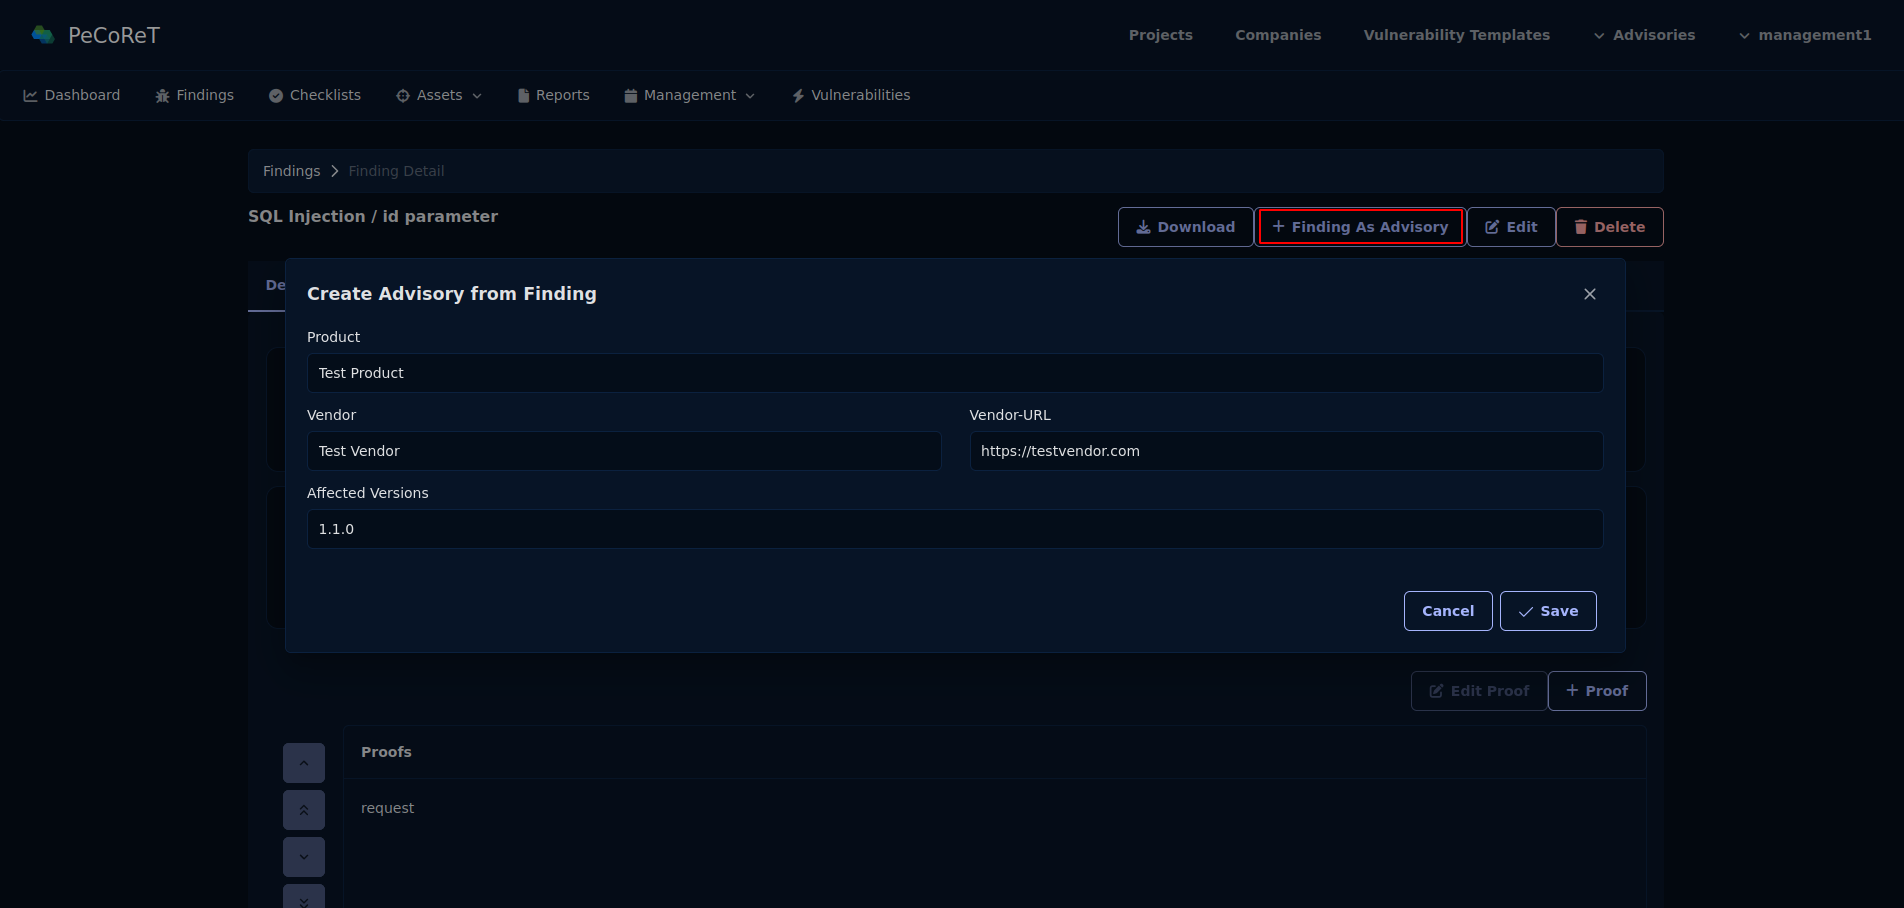 PeCoReT
Projects Companies Vulnerability Templates Advisories management1
Dashboard Findings Checklists Assets Reports Management Vulnerabilities
Findings Finding Detail
SQL Injection / id parameter
Download Finding As Advisory Edit Delete
De
Create Advisory from Finding
Product
Test Product
Vendor Vendor-URL
Test Vendor https://testvendor.com
Affected Versions
1.1.0
Cancel Save
Edit Proof Proof
Proofs
request